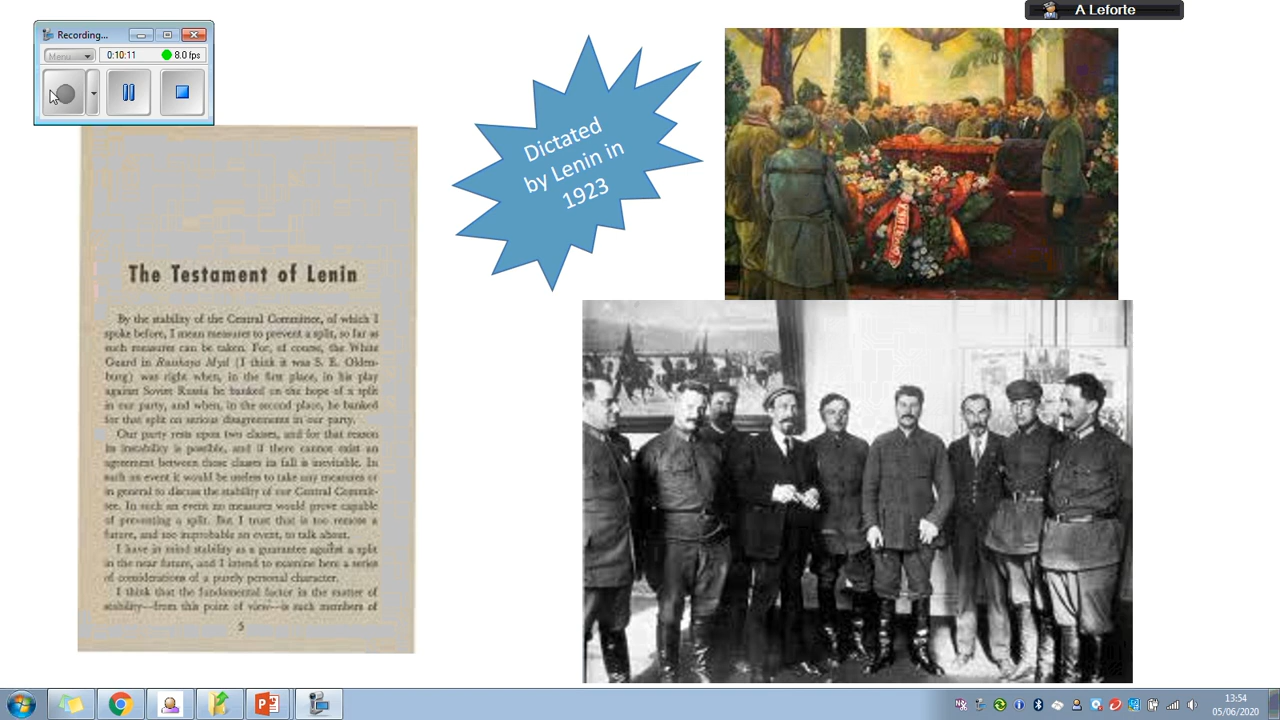 Recording...
Menu
0:10:11
8.0 fps
A Leforte
Dictated
by Lenin in
1923
The Testament of Lenin
By the stability of the Central Committee, of which I
spoke before, I mean measures to prevent a split, so far as
such measures can be taken. For, of course, the White
Guard in Russkaya Mysl (I think it was S. E. Olden-
burg) was right when, in the first place, in his play
against Soviet Russia he banked on the hope of a split
in our party, and when, in the second place, he banked
for that split on serious disagreements in our party.
Our party rests upon two classes, and for that reason
its instability is possible, and if there cannot exist an
agreement between those classes its fall is inevitable. In
such an event it would be useless to take any measures or
in general to discuss the stability of our Central Commit-
tee. In such an event no measures would prove capable
of preventing a split. But I trust that is too remote a
future, and too improbable an event, to talk about.
I have in mind stability as a guarantee against a split
in the near future, and I intend to examine here a series
of considerations of a purely personal character.
I think that the fundamental factor in the matter of
stability—from this point of view—is such members of
5
13:54
05/06/2020